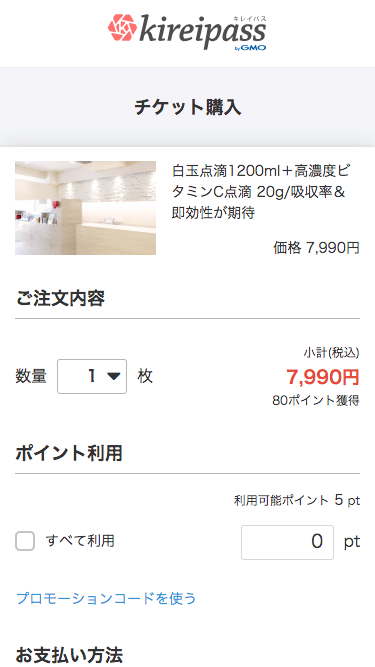 キレイパス
kireipass
by GMO
チケット購入
白玉点滴1200ml＋高濃度ビ
タミンC点滴 20g/吸収率＆
即効性が期待
価格 7,990円
ご注文内容
小計(税込)
数量 1 枚 7,990円
80ポイント獲得
ポイント利用
利用可能ポイント 5 pt
すべて利用 0 pt
プロモーションコードを使う
お支払い方法